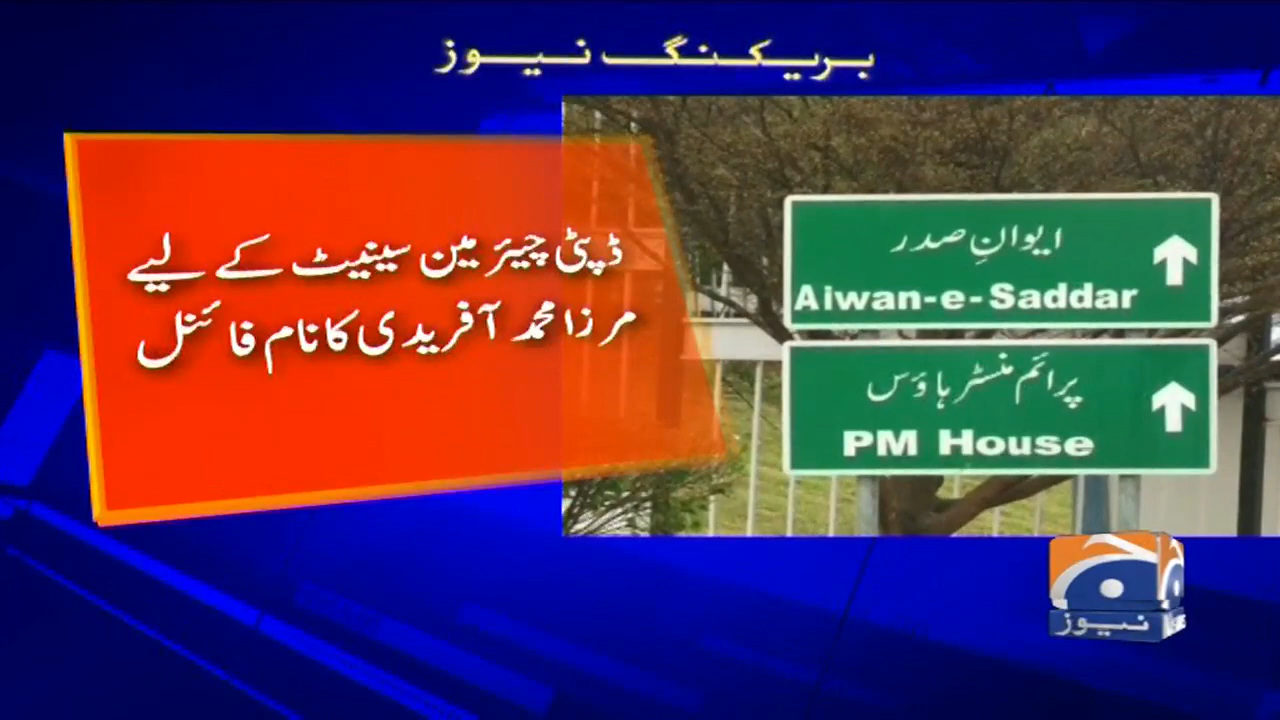 بریکنگ نیوز
ڈپٹی چیئرمین سینیٹ کے لیے
مرزا محمد آفریدی کا نام فائنل
ایوانِ صدر
Aiwan-e-Saddar
پرائم منسٹر ہاؤس
PM House
جیو
نیوز